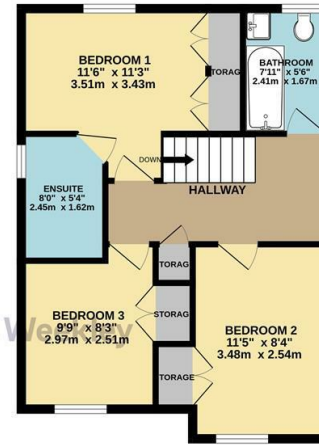 BEDROOM 1
11'6" x 11'3"
3.51m x 3.43m
TORAG
BATHROOM
7'11" x 5'6"
2.41m x 1.67m
DOWN
HALLWAY
ENSUITE
8'0" x 5'4"
2.45m x 1.62m
TORAG
BEDROOM 3
9'9" x 8'3"
2.97m x 2.51m
STORAG
BEDROOM 2
11'5" x 8'4"
3.48m x 2.54m
STORAGE